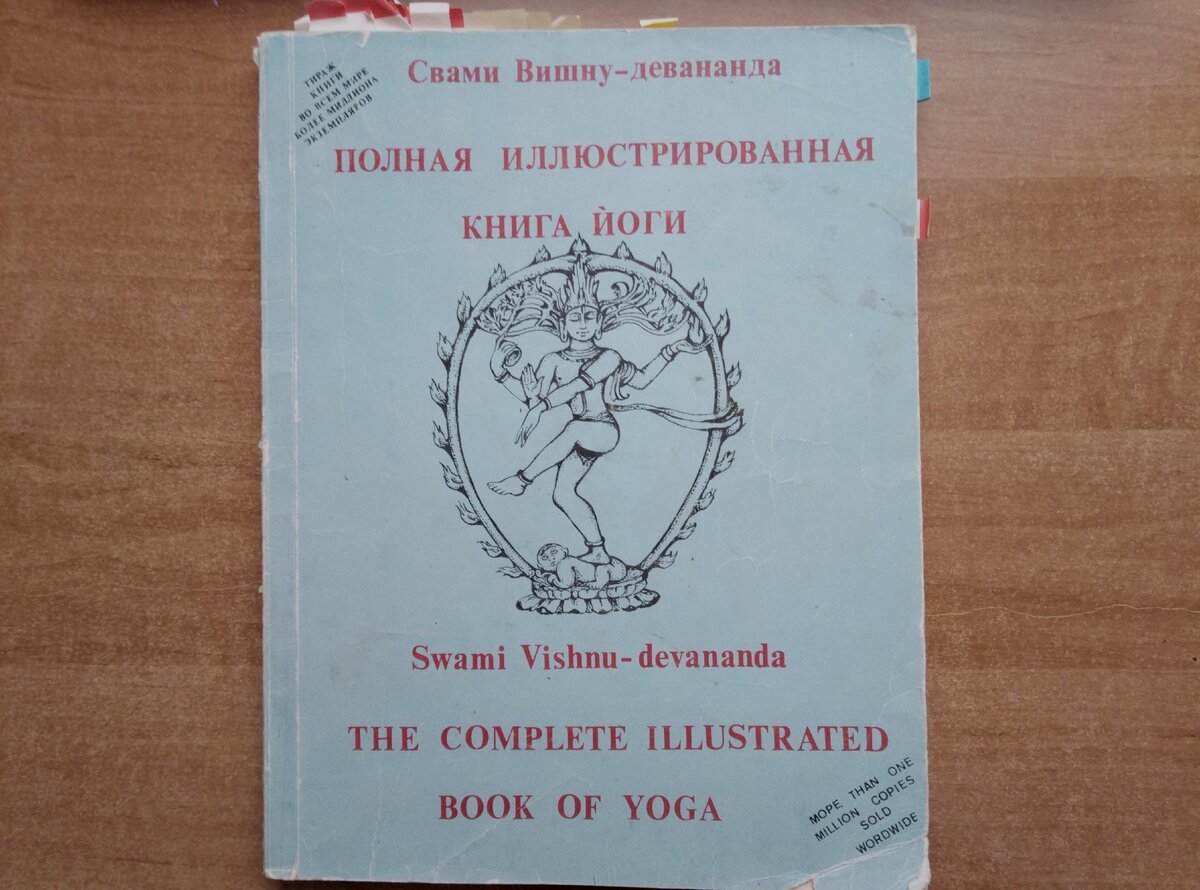 ТИРАЖ
КНИГИ
ВО ВСЕМ МИРЕ
БОЛЕЕ МИЛЛИОНА
ЭКЗЕМПЛЯРОВ
Свами Вишну-девананда
ПОЛНАЯ ИЛЛЮСТРИРОВАННАЯ
КНИГА ЙОГИ
Swami Vishnu-devananda
THE COMPLETE ILLUSTRATED
BOOK OF YOGA
MOPE THAN ONE
MILLION COPIES
SOLD
WORDWIDE